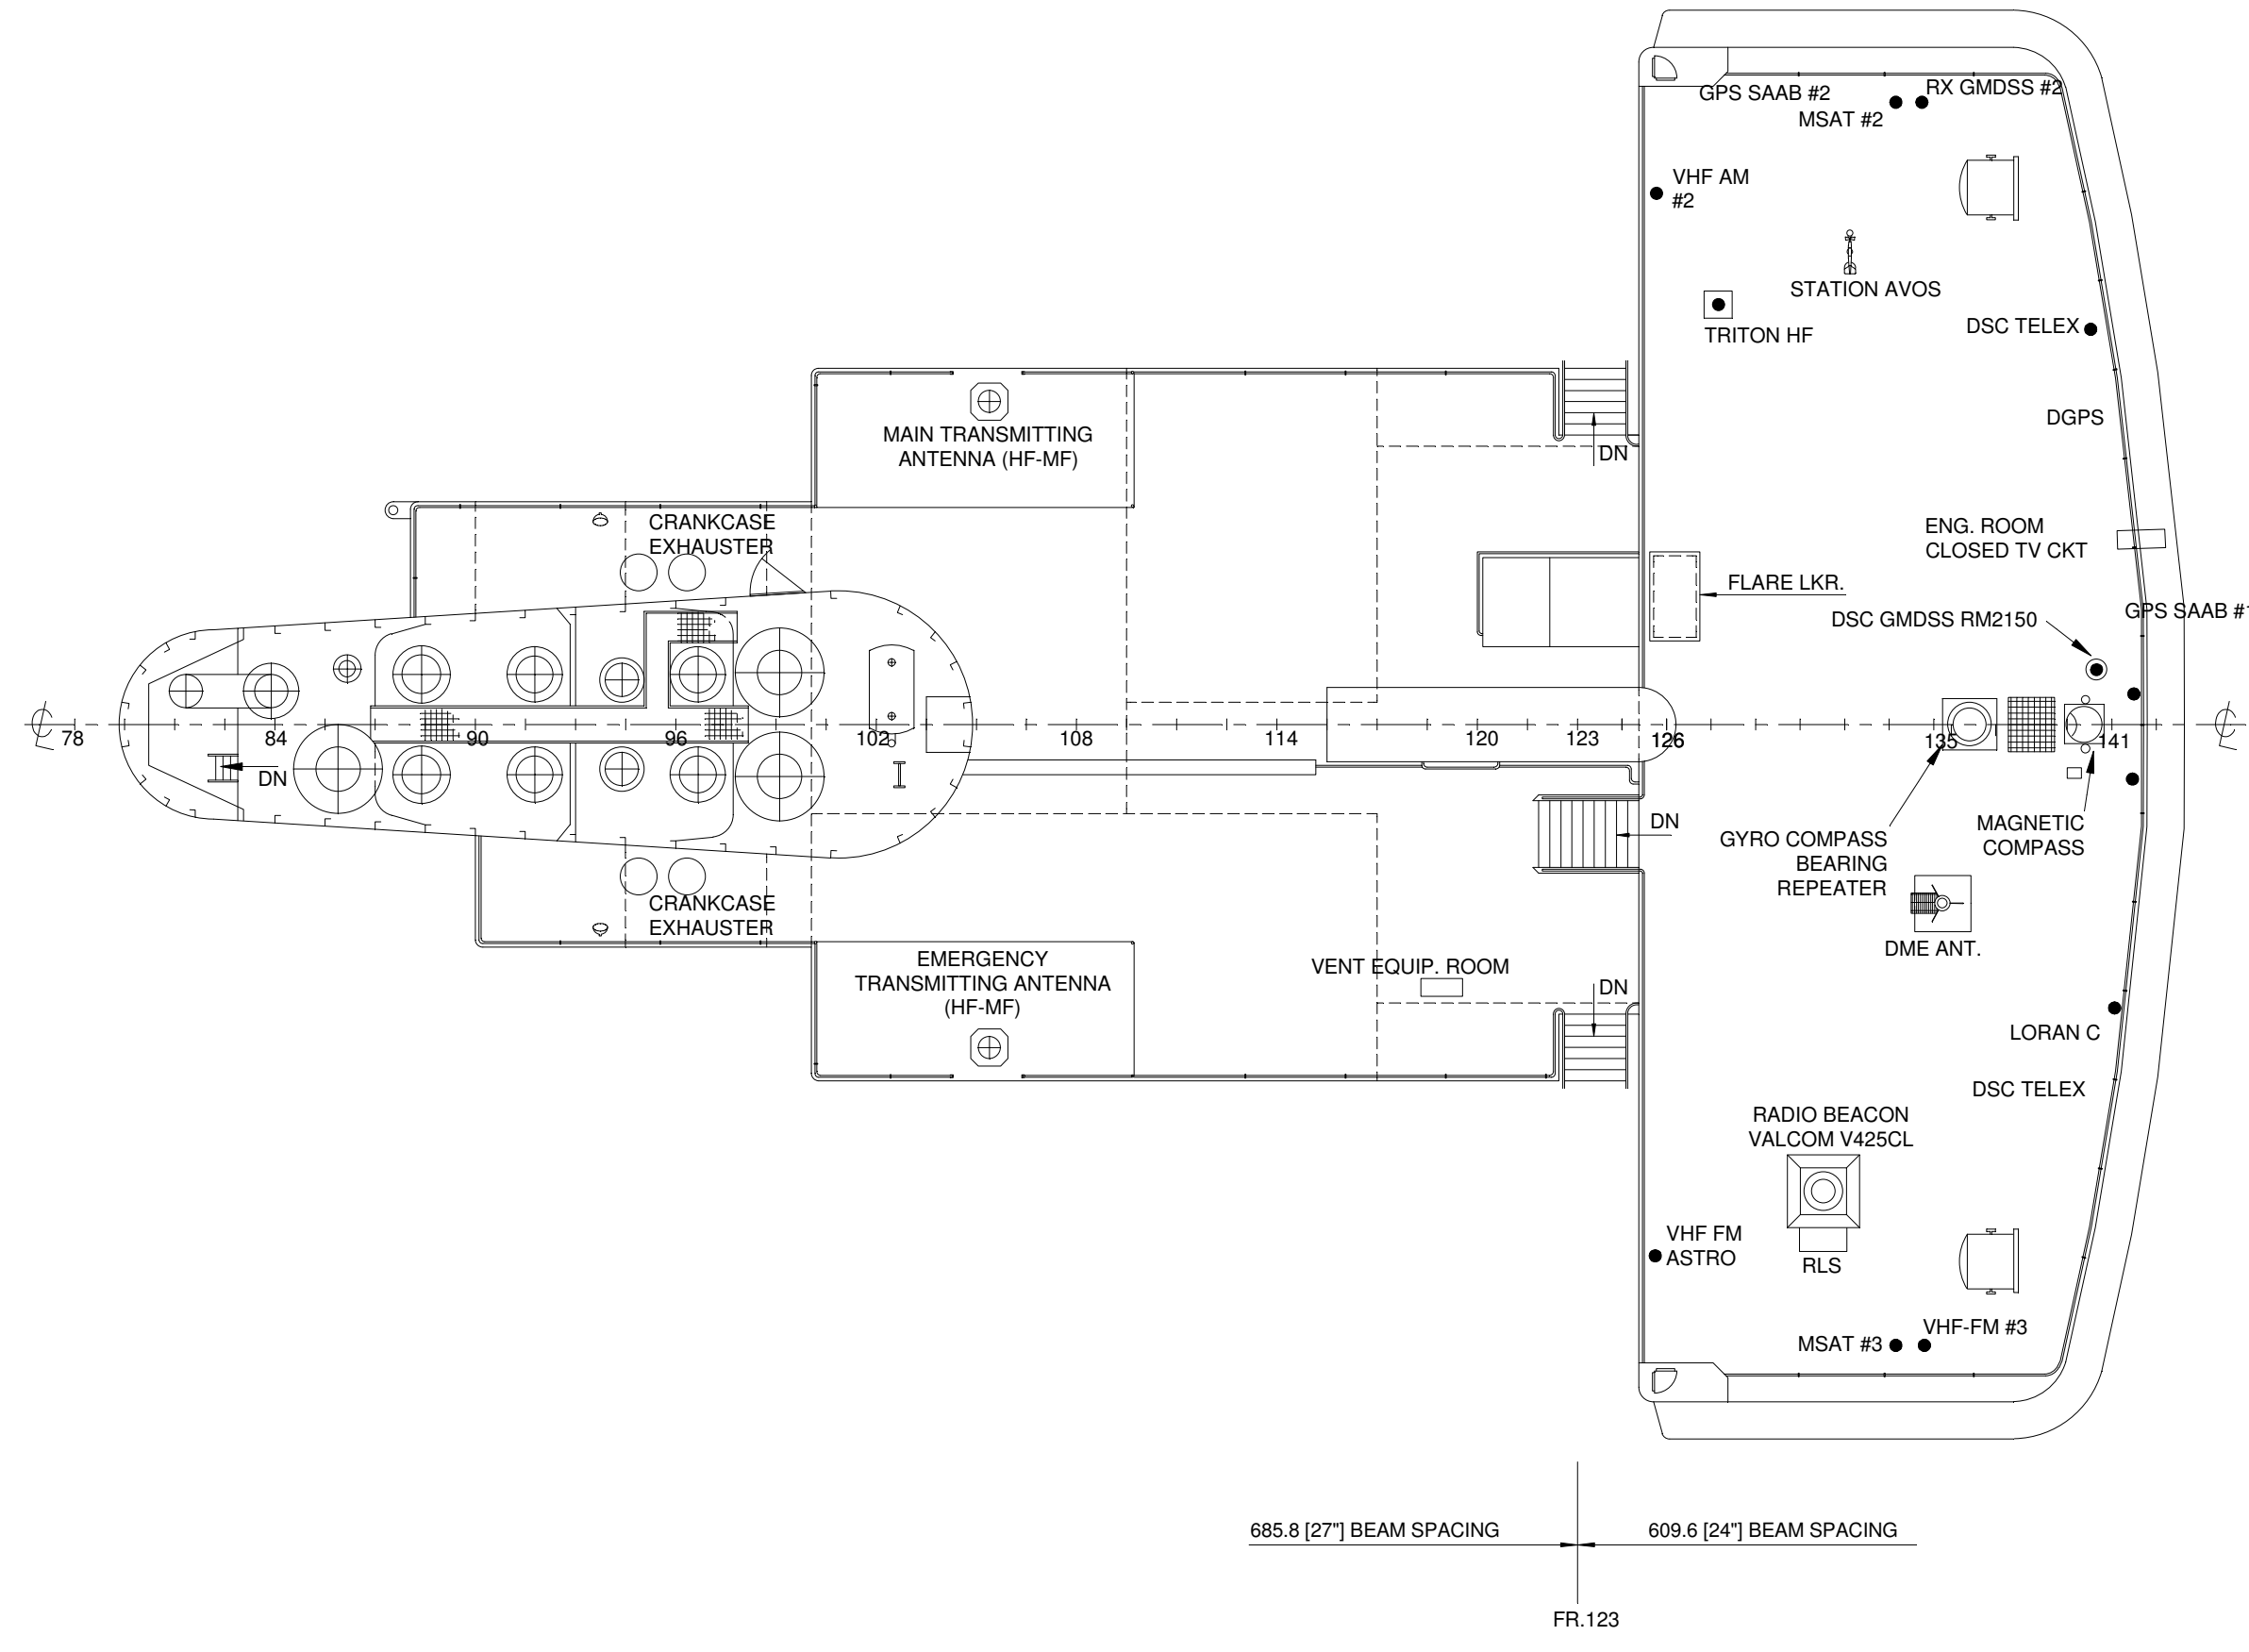 GPS SAAB #2
RX GMDSS #2
MSAT #2
VHF AM
#2
STATION AVOS
TRITON HF
DSC TELEX
DGPS
MAIN TRANSMITTING
ANTENNA (HF-MF)
DN
CRANKCASE
EXHAUSTER
ENG. ROOM
CLOSED TV CKT
FLARE LKR.
GPS SAAB #1
DSC GMDSS RM2150
78
84
90
96
102
108
114
120
123
126
135
141
DN
DN
GYRO COMPASS
BEARING
REPEATER
MAGNETIC
COMPASS
CRANKCASE
EXHAUSTER
DME ANT.
EMERGENCY
TRANSMITTING ANTENNA
(HF-MF)
VENT EQUIP. ROOM
DN
LORAN C
DSC TELEX
RADIO BEACON
VALCOM V425CL
VHF FM
ASTRO
RLS
MSAT #3
VHF-FM #3
685.8 [27"] BEAM SPACING
609.6 [24"] BEAM SPACING
FR.123